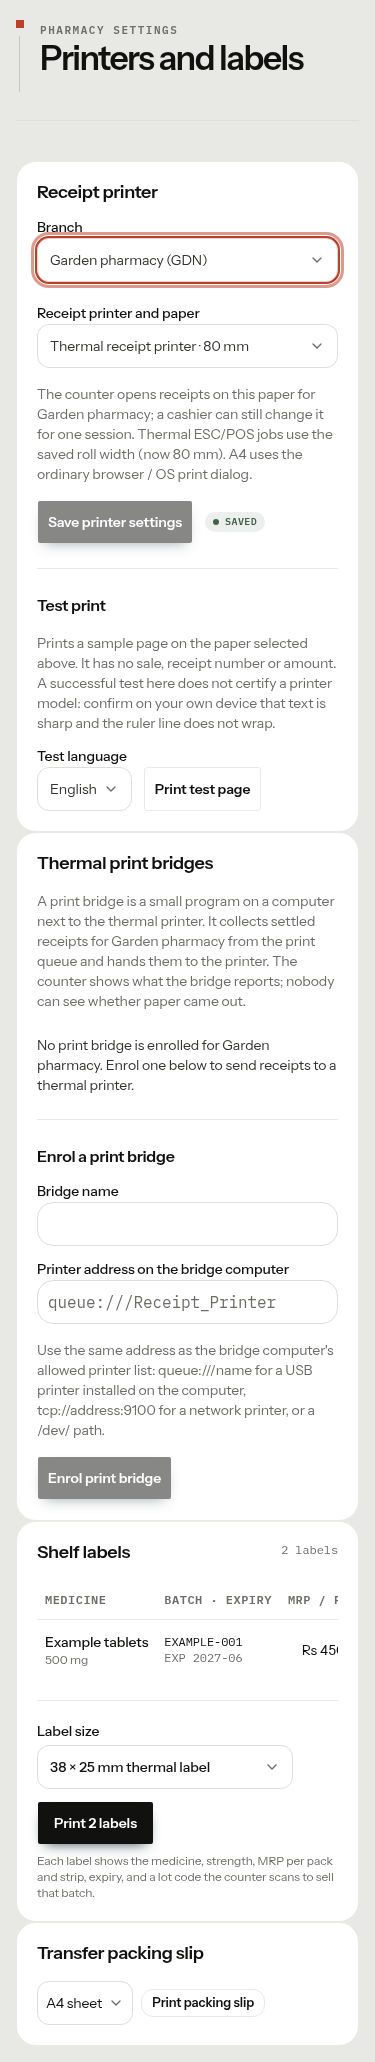 PHARMACY SETTINGS
Printers and labels
Receipt printer
Branch
Garden pharmacy (GDN)
Receipt printer and paper
Thermal receipt printer · 80 mm
The counter opens receipts on this paper for
Garden pharmacy; a cashier can still change it
for one session. Thermal ESC/POS jobs use the
saved roll width (now 80 mm). A4 uses the
ordinary browser / OS print dialog.
Save printer settings
SAVED
Test print
Prints a sample page on the paper selected
above. It has no sale, receipt number or amount.
A successful test here does not certify a printer
model: confirm on your own device that text is
sharp and the ruler line does not wrap.
Test language
English
Print test page
Thermal print bridges
A print bridge is a small program on a computer
next to the thermal printer. It collects settled
receipts for Garden pharmacy from the print
queue and hands them to the printer. The
counter shows what the bridge reports; nobody
can see whether paper came out.
No print bridge is enrolled for Garden
pharmacy. Enrol one below to send receipts to a
thermal printer.
Enrol a print bridge
Bridge name
Printer address on the bridge computer
queue:///Receipt_Printer
Use the same address as the bridge computer's
allowed printer list: queue:///name for a USB
printer installed on the computer,
tcp://address:9100 for a network printer, or a
/dev/ path.
Enrol print bridge
Shelf labels
2 labels
MEDICINE BATCH · EXPIRY MRP /
Example tablets EXAMPLE-001 Rs
500 mg EXP 2027-06
Label size
38 × 25 mm thermal label
Print 2 labels
Each label shows the medicine, strength, MRP per pack
and strip, expiry, and a lot code the counter scans to sell
that batch.
Transfer packing slip
A4 sheet
Print packing slip